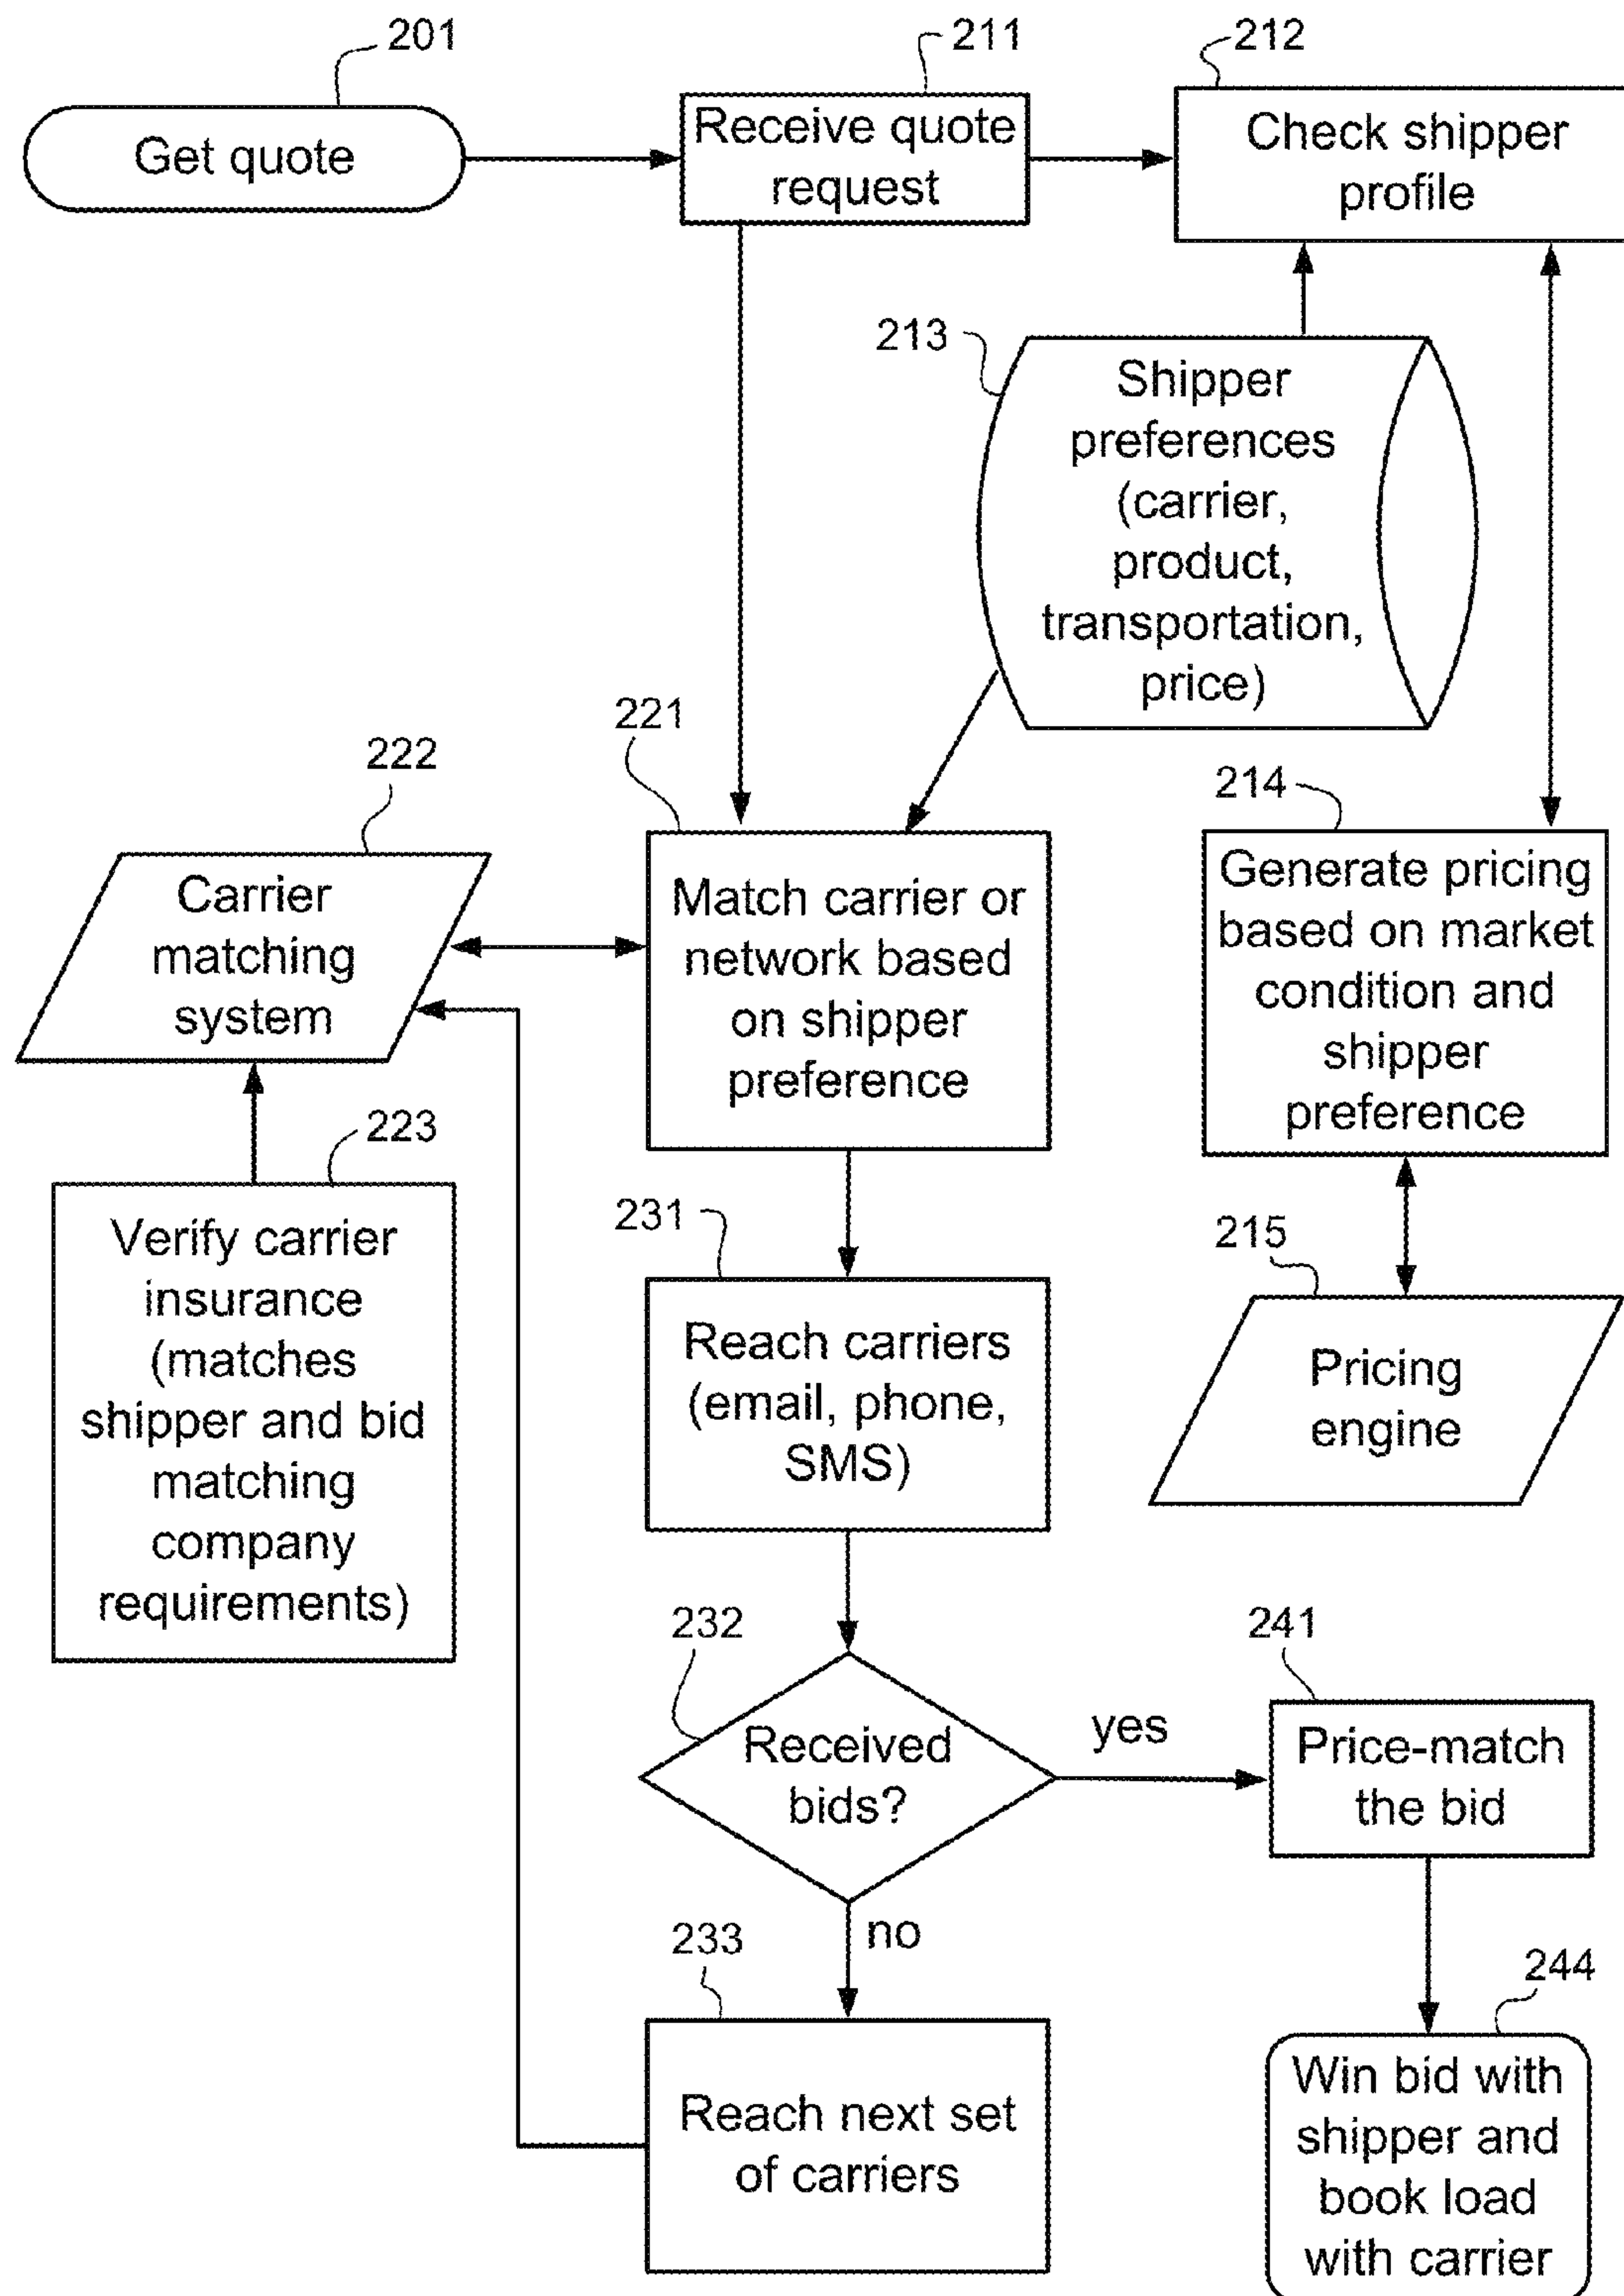 201
211
212
Get quote
Receive quote
request
Check shipper
profile
213
Shipper
preferences
(carrier,
product,
transportation,
price)
221
222
214
Carrier
matching
system
Match carrier or
network based
on shipper
preference
Generate pricing
based on market
condition and
shipper
preference
223
231
215
Verify carrier
insurance
(matches
shipper and bid
matching
company
requirements)
Reach carriers
(email, phone,
SMS)
Pricing
engine
232
241
Received
bids?
yes
Price-match
the bid
no
233
244
Reach next set
of carriers
Win bid with
shipper and
book load
with carrier